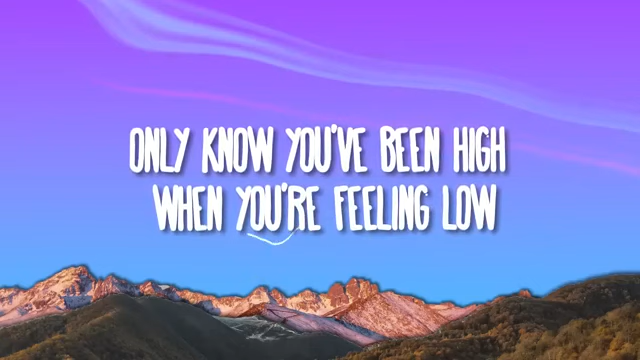 ONLY KNOW YOU'VE BEEN HIGH
WHEN YOU'RE FEELING LOW